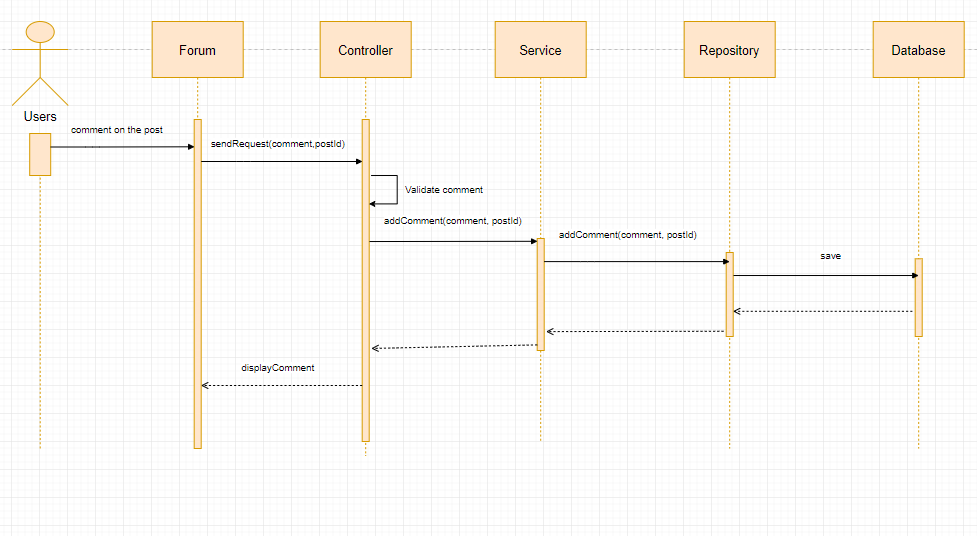 Forum
Controller
Service
Repository
Database
Users
comment on the post
sendRequest(comment,postId)
Validate comment
addComment(comment, postId)
addComment(comment, postId)
save
displayComment